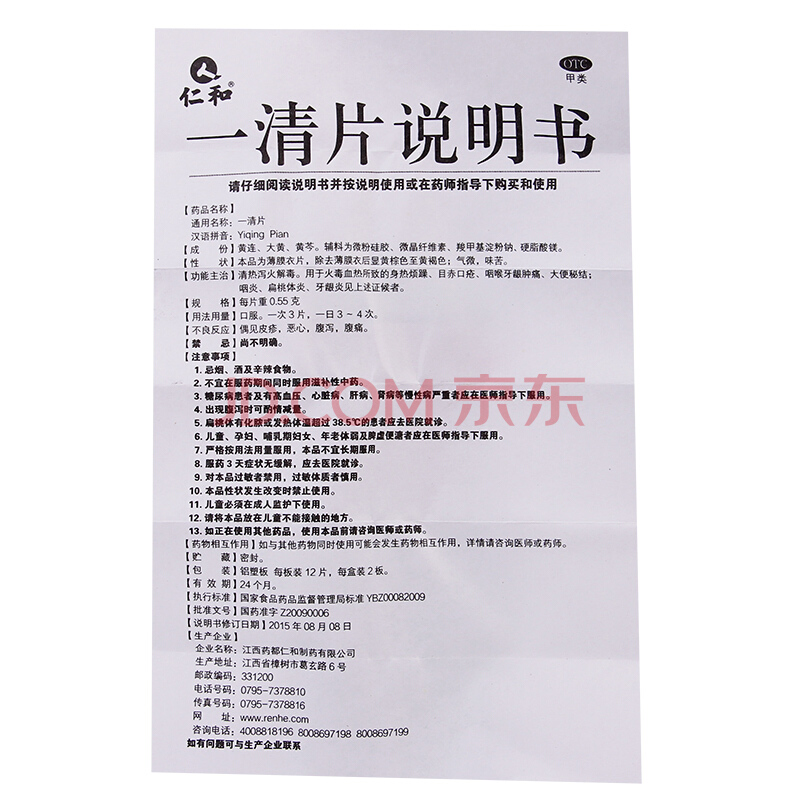 仁和®
OTC
甲类
一清片说明书
请仔细阅读说明书并按说明使用或在药师指导下购买和使用
【药品名称】
通用名称：一清片
汉语拼音：Yiqing Pian
【成 份】黄连、大黄、黄芩。辅料为微粉硅胶、微晶纤维素、羧甲基淀粉钠、硬脂酸镁。
【性 状】本品为薄膜衣片，除去薄膜衣后显黄棕色至黄褐色；气微，味苦。
【功能主治】清热泻火解毒。用于火毒血热所致的身热烦躁、目赤口疮、咽喉牙龈肿痛、大便秘结；
咽炎、扁桃体炎、牙龈炎见上述证候者。
【规 格】每片重0.55克
【用法用量】口服。一次3片，一日3～4次。
【不良反应】偶见皮疹，恶心，腹泻，腹痛。
【禁 忌】尚不明确。
【注意事项】
1. 忌烟、酒及辛辣食物。
2. 不宜在服药期间同时服用滋补性中药。
3. 糖尿病患者及有高血压、心脏病、肝病、肾病等慢性病严重者应在医师指导下服用。
4. 出现腹泻时可酌情减量。
5. 扁桃体有化脓或发热体温超过38.5℃的患者应去医院就诊。
6. 儿童、孕妇、哺乳期妇女、年老体弱及脾虚便溏者应在医师指导下服用。
7. 严格按用法用量服用，本品不宜长期服用。
8. 服药3天症状无缓解，应去医院就诊。
9. 对本品过敏者禁用，过敏体质者慎用。
10. 本品性状发生改变时禁止使用。
11. 儿童必须在成人监护下使用。
12. 请将本品放在儿童不能接触的地方。
13. 如正在使用其他药品，使用本品前请咨询医师或药师。
【药物相互作用】如与其他药物同时使用可能会发生药物相互作用，详情请咨询医师或药师。
【贮 藏】密封。
【包 装】铝塑板 每板装12片，每盒装2板。
【有 效 期】24个月。
【执行标准】国家食品药品监督管理局标准YBZ00082009
【批准文号】国药准字Z20090006
【说明书修订日期】2015年08月08日
【生产企业】
企业名称：江西药都仁和制药有限公司
生产地址：江西省樟树市葛玄路6号
邮政编码：331200
电话号码：0795-7378810
传真号码：0795-7378816
网 址：www.renhe.com
咨询电话：4008818196 8008697198 8008697199
如有问题可与生产企业联系
JD.COM 京东